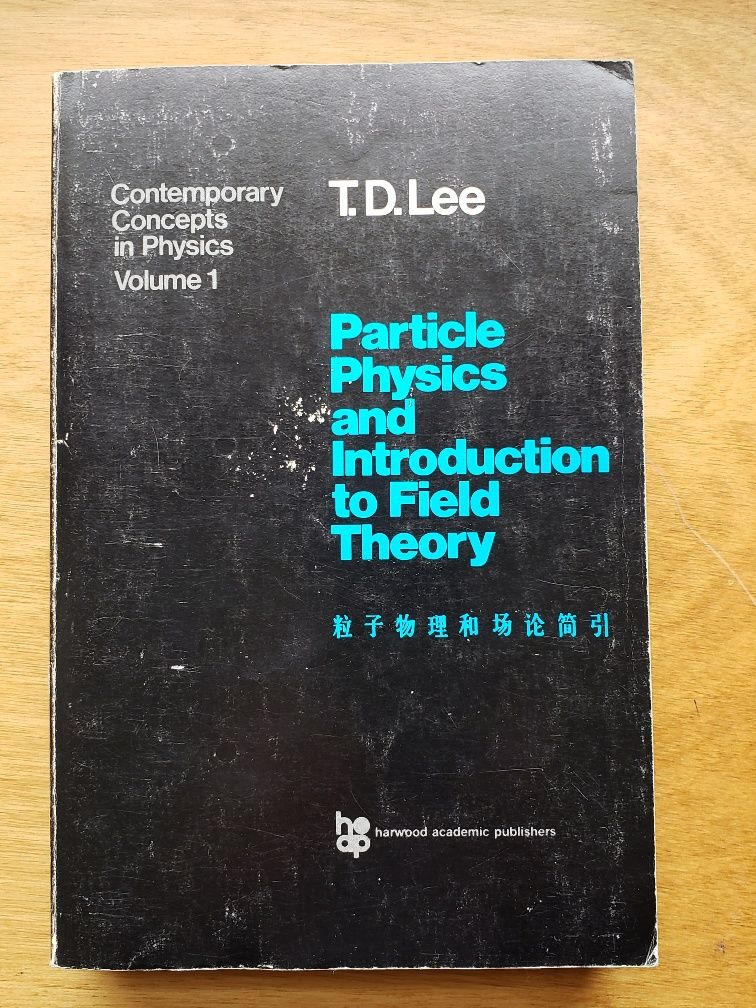 Contemporary
Concepts
in Physics
Volume 1
T.D.Lee
Particle
Physics
and
Introduction
to Field
Theory
粒子物理和场论简引
hap
harwood academic publishers